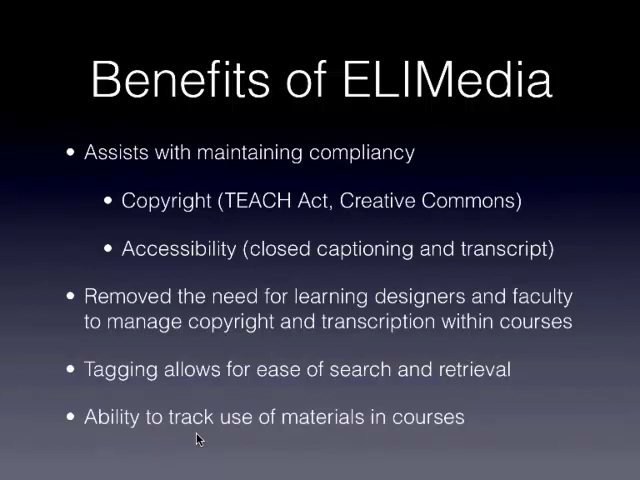 Benefits of ELIMedia
• Assists with maintaining compliancy
• Copyright (TEACH Act, Creative Commons)
• Accessibility (closed captioning and transcript)
• Removed the need for learning designers and faculty
to manage copyright and transcription within courses
• Tagging allows for ease of search and retrieval
• Ability to track use of materials in courses